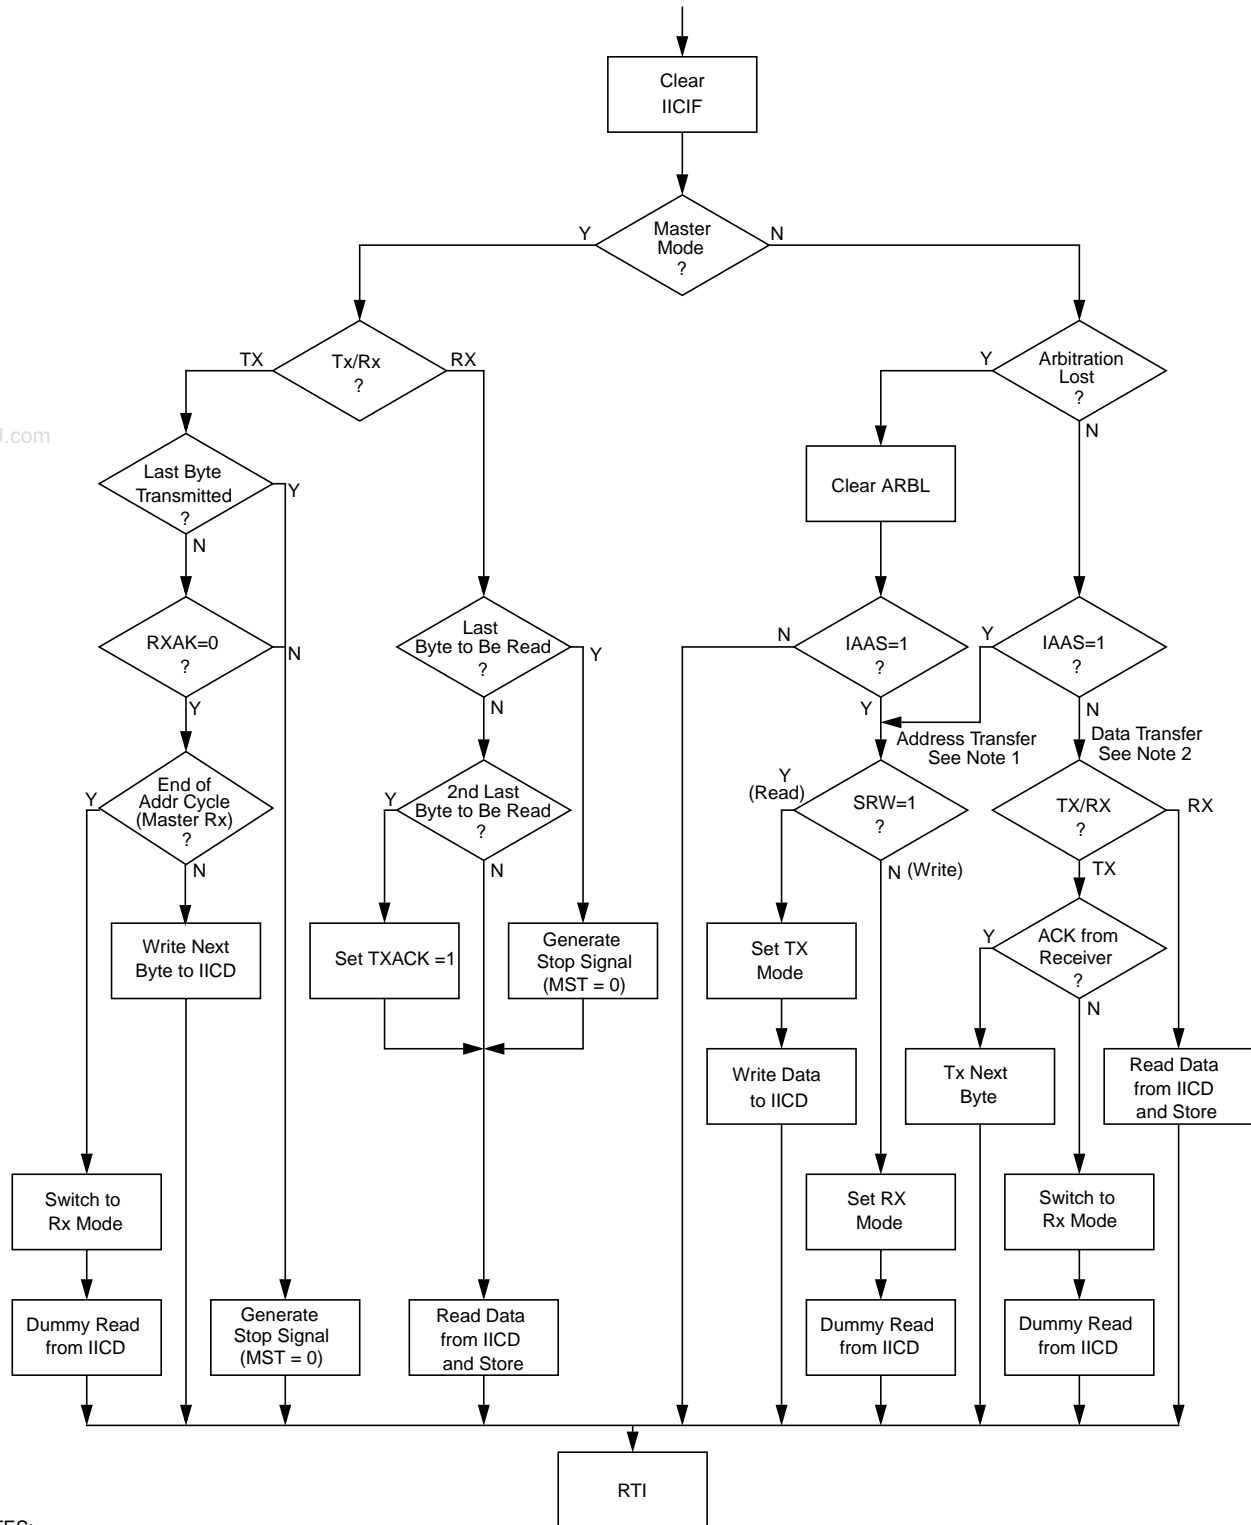 Clear
IICIF
Master
Mode
?
Y
N
Tx/Rx
?
TX
RX
Arbitration
Lost
?
Y
N
J.com
Last Byte
Transmitted
?
Y
N
Clear ARBL
RXAK=0
?
N
Y
Last
Byte to Be Read
?
Y
N
IAAS=1
?
N
Y
IAAS=1
?
Y
N
Address Transfer
See Note 1
Data Transfer
See Note 2
End of
Addr Cycle
(Master Rx)
?
Y
N
2nd Last
Byte to Be Read
?
Y
N
Y
(Read)
SRW=1
?
N (Write)
TX/RX
?
RX
TX
Write Next
Byte to IICD
Set TXACK =1
Generate
Stop Signal
(MST = 0)
Set TX
Mode
ACK from
Receiver
?
Y
N
Write Data
to IICD
Tx Next
Byte
Read Data
from IICD
and Store
Switch to
Rx Mode
Set RX
Mode
Switch to
Rx Mode
Dummy Read
from IICD
Generate
Stop Signal
(MST = 0)
Read Data
from IICD
and Store
Dummy Read
from IICD
Dummy Read
from IICD
RTI